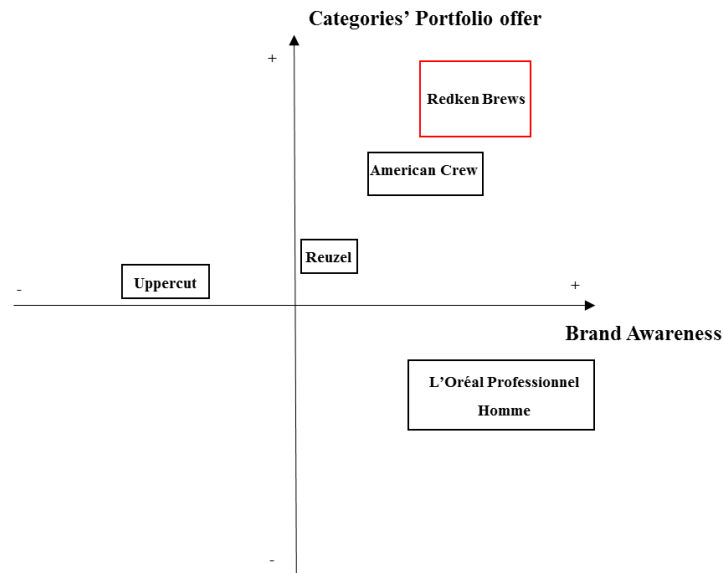 Categories’ Portfolio offer
+
Redken Brews
American Crew
Reuzel
Uppercut
-
+
Brand Awareness
L’Oréal Professionnel
Homme
-